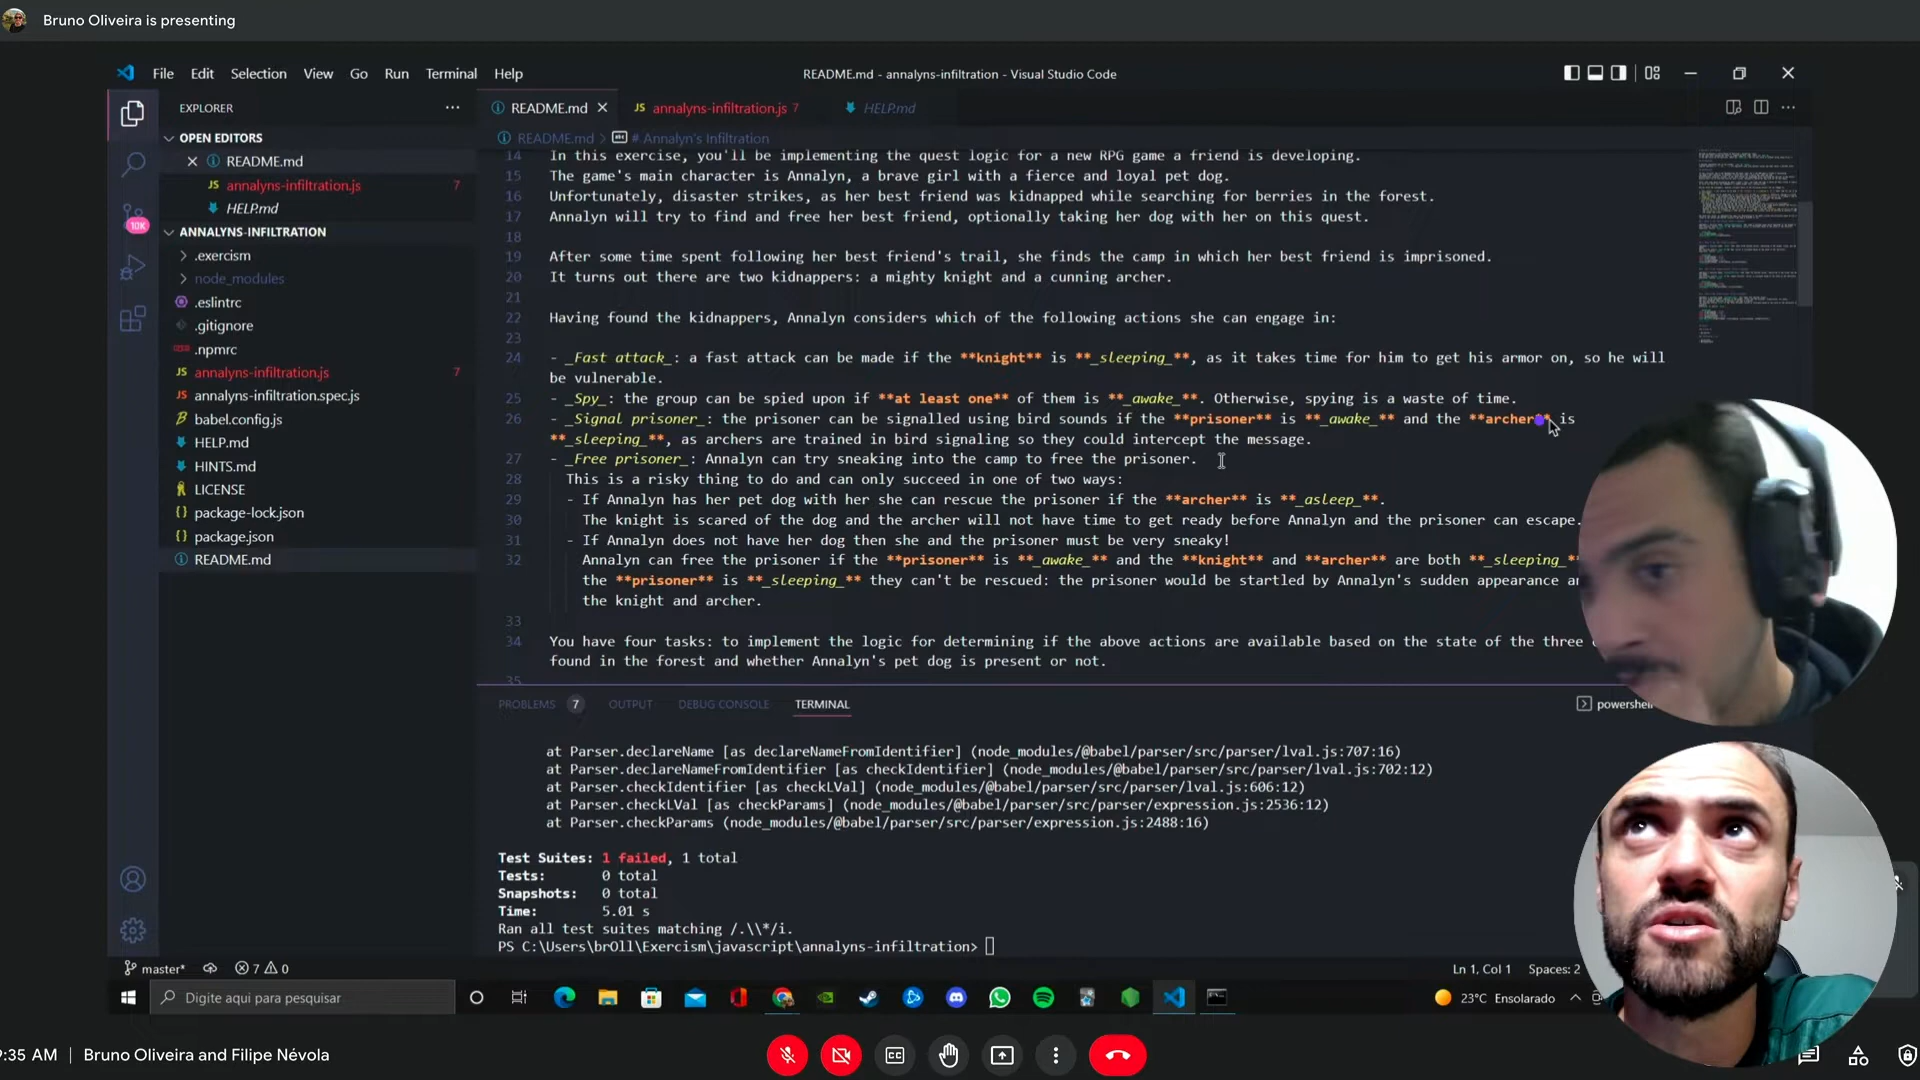 Bruno Oliveira is presenting
File Edit Selection View Go Run Terminal Help
README.md - annalyns-infiltration - Visual Studio Code
EXPLORER
README.md
JS annalyns-infiltration.js 7
HELP.md
OPEN EDITORS
README.md > # Annalyn's Infiltration
README.md
JS annalyns-infiltration.js 7
HELP.md
10K
ANNALYNS-INFILTRATION
.exercism
node_modules
.eslintrc
.gitignore
.npmrc
JS annalyns-infiltration.js 7
JS annalyns-infiltration.spec.js
babel.config.js
HELP.md
HINTS.md
LICENSE
{} package-lock.json
{} package.json
README.md
14 In this exercise, you'll be implementing the quest logic for a new RPG game a friend is developing.
15 The game's main character is Annalyn, a brave girl with a fierce and loyal pet dog.
16 Unfortunately, disaster strikes, as her best friend was kidnapped while searching for berries in the forest.
17 Annalyn will try to find and free her best friend, optionally taking her dog with her on this quest.
18
19 After some time spent following her best friend's trail, she finds the camp in which her best friend is imprisoned.
20 It turns out there are two kidnappers: a mighty knight and a cunning archer.
21
22 Having found the kidnappers, Annalyn considers which of the following actions she can engage in:
23
24 - _Fast attack_: a fast attack can be made if the **knight** is **_sleeping_**, as it takes time for him to get his armor on, so he will
be vulnerable.
25 - _Spy_: the group can be spied upon if **at least one** of them is **_awake_**. Otherwise, spying is a waste of time.
26 - _Signal prisoner_: the prisoner can be signalled using bird sounds if the **prisoner** is **_awake_** and the **archer** is
**_sleeping_**, as archers are trained in bird signaling so they could intercept the message.
27 - _Free prisoner_: Annalyn can try sneaking into the camp to free the prisoner.
28 This is a risky thing to do and can only succeed in one of two ways:
29 - If Annalyn has her pet dog with her she can rescue the prisoner if the **archer** is **_asleep_**.
30 The knight is scared of the dog and the archer will not have time to get ready before Annalyn and the prisoner can escape.
31 - If Annalyn does not have her dog then she and the prisoner must be very sneaky!
32 Annalyn can free the prisoner if the **prisoner** is **_awake_** and the **knight** and **archer** are both **_sleeping_**
the **prisoner** is **_sleeping_** they can't be rescued: the prisoner would be startled by Annalyn's sudden appearance
the knight and archer.
33
34 You have four tasks: to implement the logic for determining if the above actions are available based on the state of the three
found in the forest and whether Annalyn's pet dog is present or not.
35
PROBLEMS 7 OUTPUT DEBUG CONSOLE TERMINAL
powershell
at Parser.declareName [as declareNameFromIdentifier] (node_modules/@babel/parser/src/parser/lval.js:707:16)
at Parser.declareNameFromIdentifier [as checkIdentifier] (node_modules/@babel/parser/src/parser/lval.js:702:12)
at Parser.checkIdentifier [as checkLVal] (node_modules/@babel/parser/src/parser/lval.js:606:12)
at Parser.checkLVal [as checkParams] (node_modules/@babel/parser/src/parser/expression.js:2536:12)
at Parser.checkParams (node_modules/@babel/parser/src/parser/expression.js:2488:16)
Test Suites: 1 failed, 1 total
Tests: 0 total
Snapshots: 0 total
Time: 5.01 s
Ran all test suites matching /.\\*/i.
PS C:\Users\brOll\Exercism\javascript\annalyns-infiltration>
master* 7 0
Ln 1, Col 1 Spaces: 2
Digite aqui para pesquisar
23°C Ensolarado
9:35 AM | Bruno Oliveira and Filipe Névola